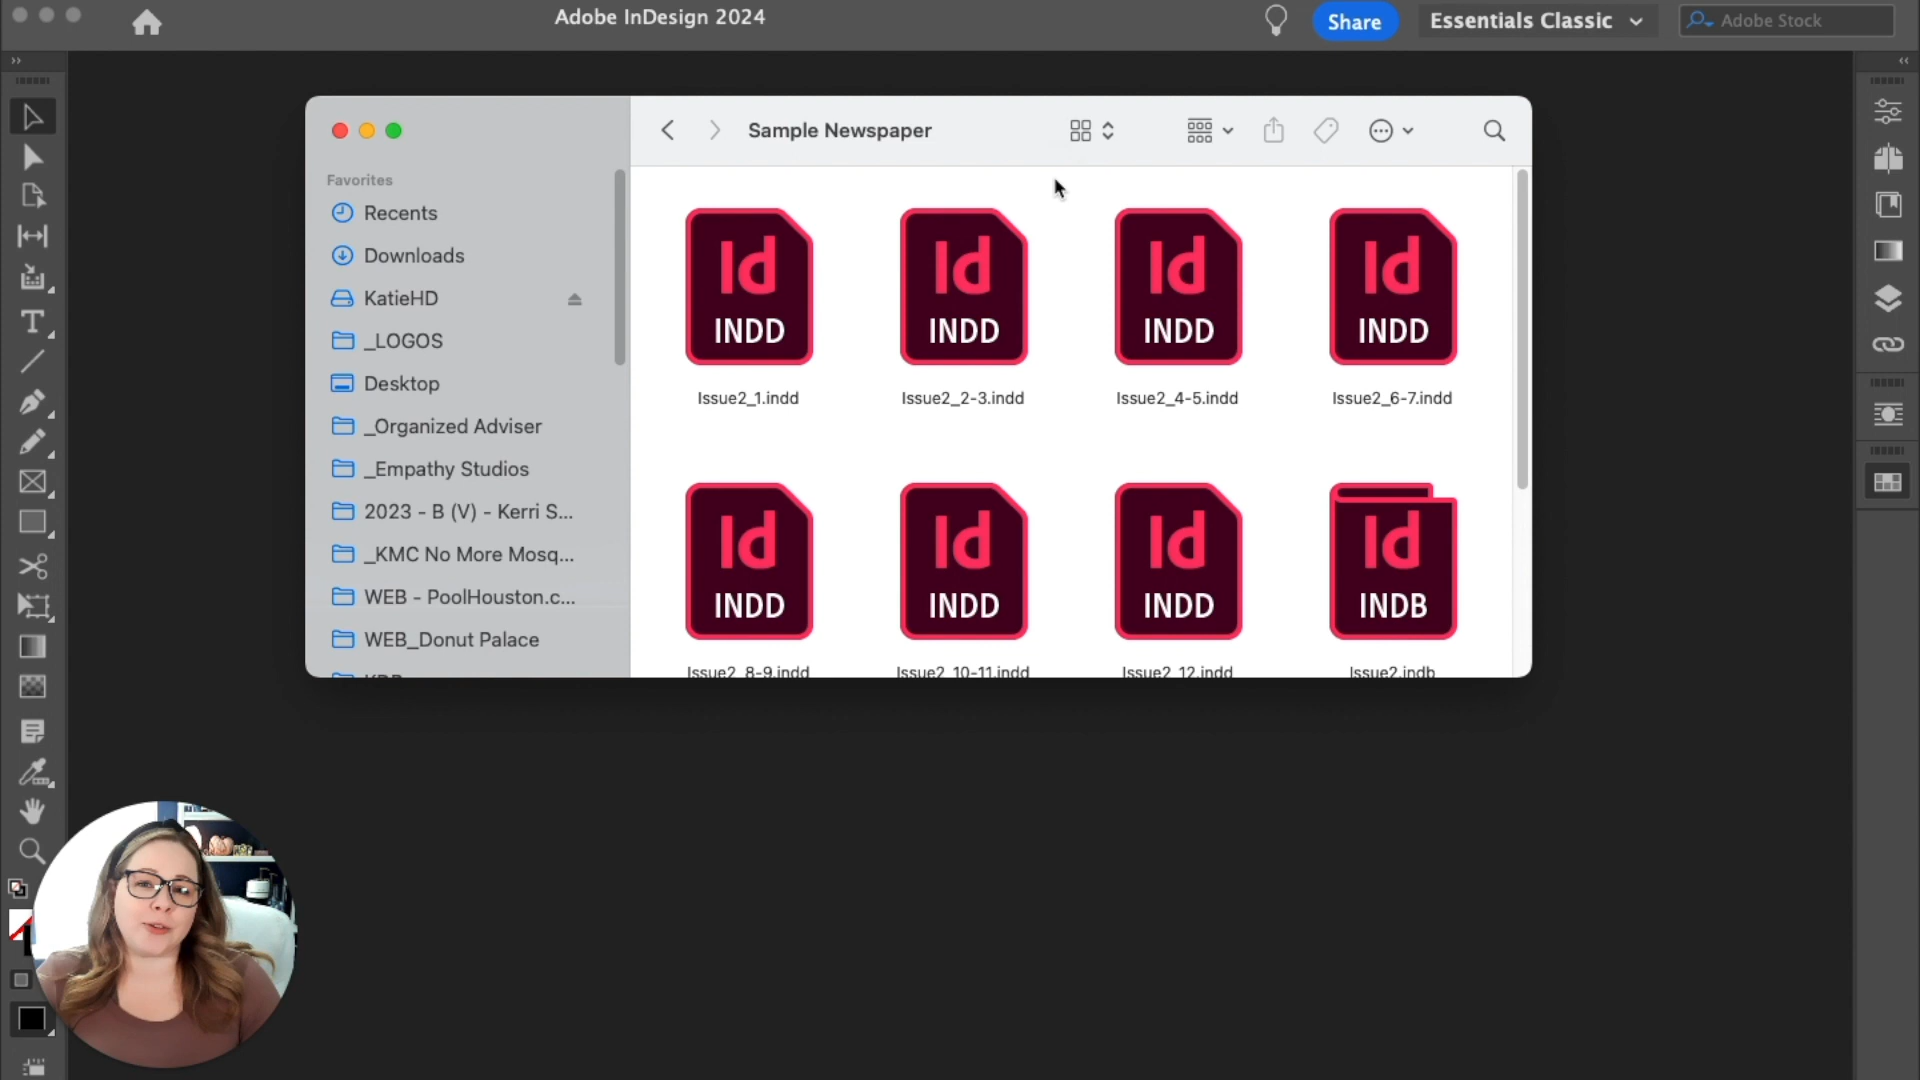 Adobe InDesign 2024
Share
Essentials Classic
Adobe Stock
Sample Newspaper
Favorites
Recents
Downloads
KatieHD
_LOGOS
Desktop
_Organized Adviser
_Empathy Studios
2023 - B (V) - Kerri S...
_KMC No More Mosq...
WEB - PoolHouston.c...
WEB_Donut Palace
Id
INDD
Id
INDD
Id
INDD
Id
INDD
Issue2_1.indd
Issue2_2-3.indd
Issue2_4-5.indd
Issue2_6-7.indd
Id
INDD
Id
INDD
Id
INDD
Id
INDB
Issue2_8-9.indd
Issue2_10-11.indd
Issue2_12.indd
Issue2.indb